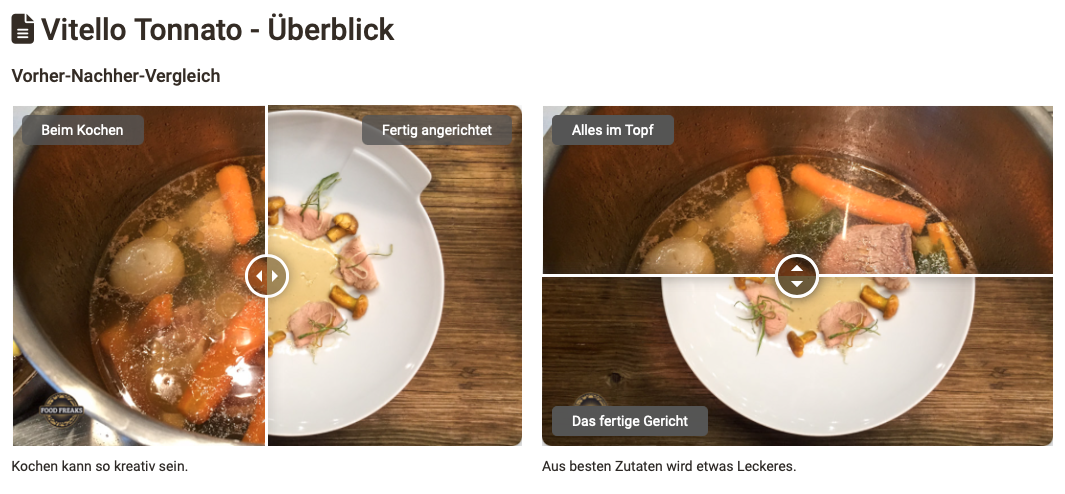 Vitello Tonnato - Überblick
Vorher-Nachher-Vergleich
Beim Kochen
Fertig angerichtet
Alles im Topf
FOOD FREAKS
Das fertige Gericht
Kochen kann so kreativ sein.
Aus besten Zutaten wird etwas Leckeres.